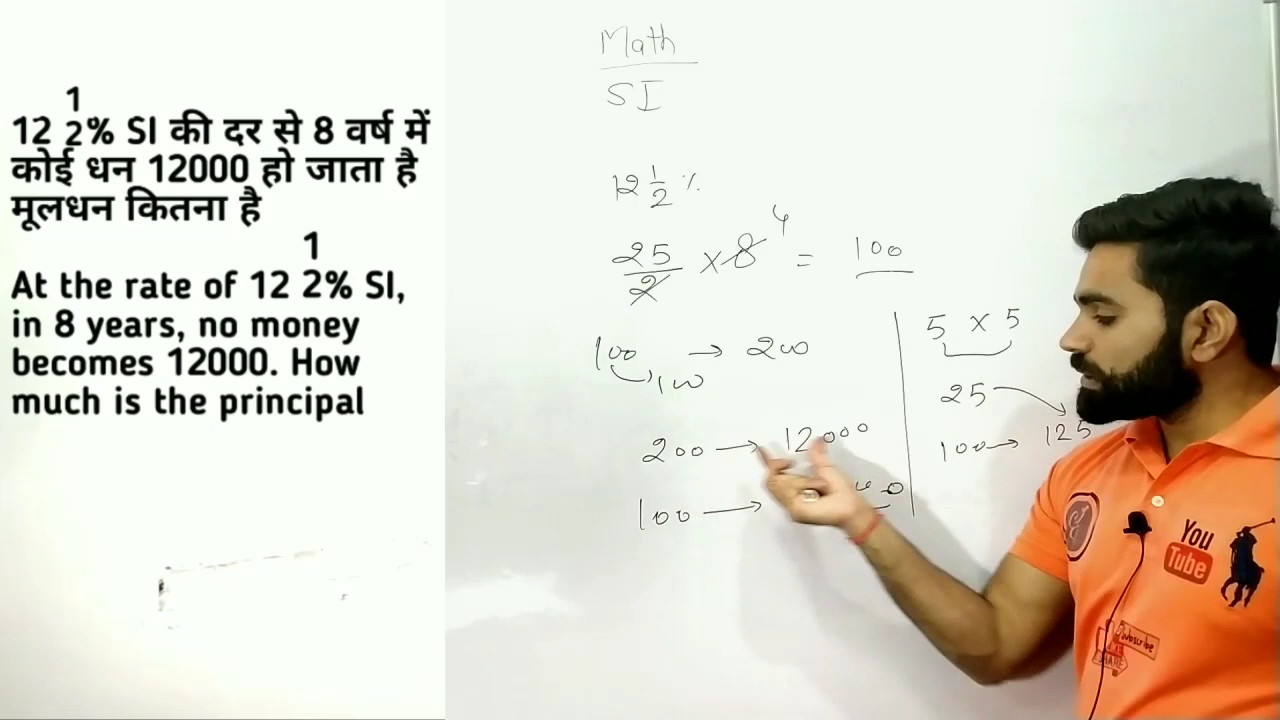 12 1/2% SI की दर से 8 वर्ष में
कोई धन 12000 हो जाता है
मूलधन कितना है
At the rate of 12 1/2% SI,
in 8 years, no money
becomes 12000. How
much is the principal
Math
SI
12 1/2 %
25/2 × 8 4 = 100
100 → 200
100
200 → 12000
100 →
5 × 5
25
100 → 125
You
Tube
Subscribe
SHARE